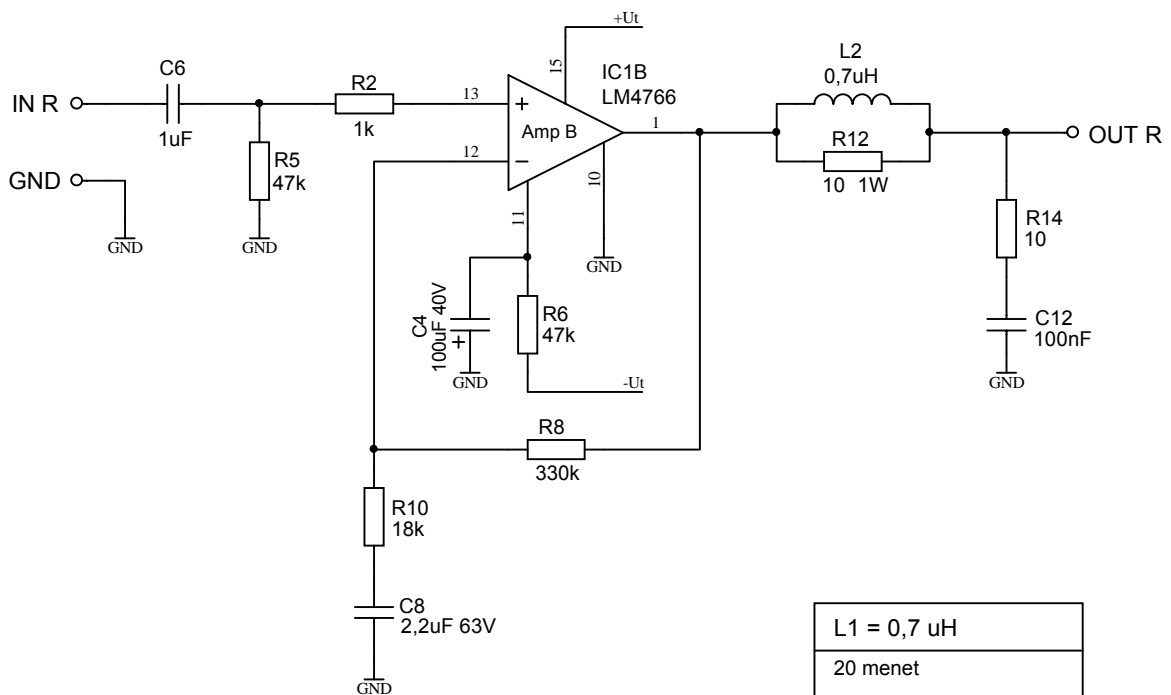 +Ut
C6
1uF
IN R
GND
GND
R5
47k
GND
R2
1k
13
12
15
IC1B
LM4766
Amp B
1
10
11
GND
L2
0,7uH
R12
10 1W
OUT R
R14
10
C12
100nF
GND
C4
100uF 40V
+
GND
R6
47k
-Ut
R8
330k
R10
18k
C8
2,2uF 63V
GND
L1 = 0,7 uH
20 menet